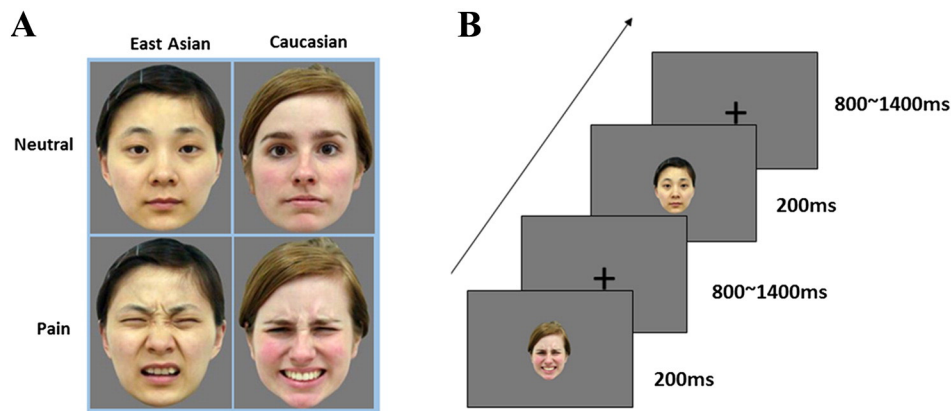 A
East Asian
Caucasian
Neutral
Pain
B
800~1400ms
200ms
800~1400ms
200ms